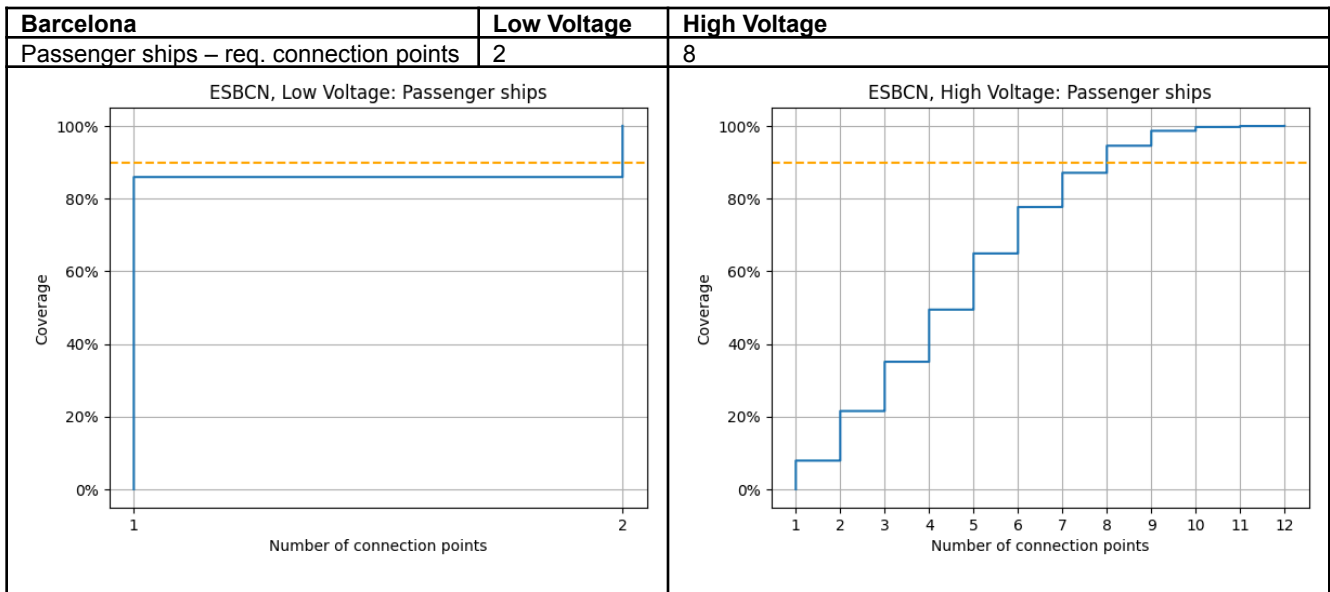 Barcelona Low Voltage High Voltage
Passenger ships – req. connection points 2 8
ESBCN, Low Voltage: Passenger ships
100%
80%
60%
40%
20%
0%
Coverage
1 2
Number of connection points
ESBCN, High Voltage: Passenger ships
100%
80%
60%
40%
20%
0%
Coverage
1 2 3 4 5 6 7 8 9 10 11 12
Number of connection points